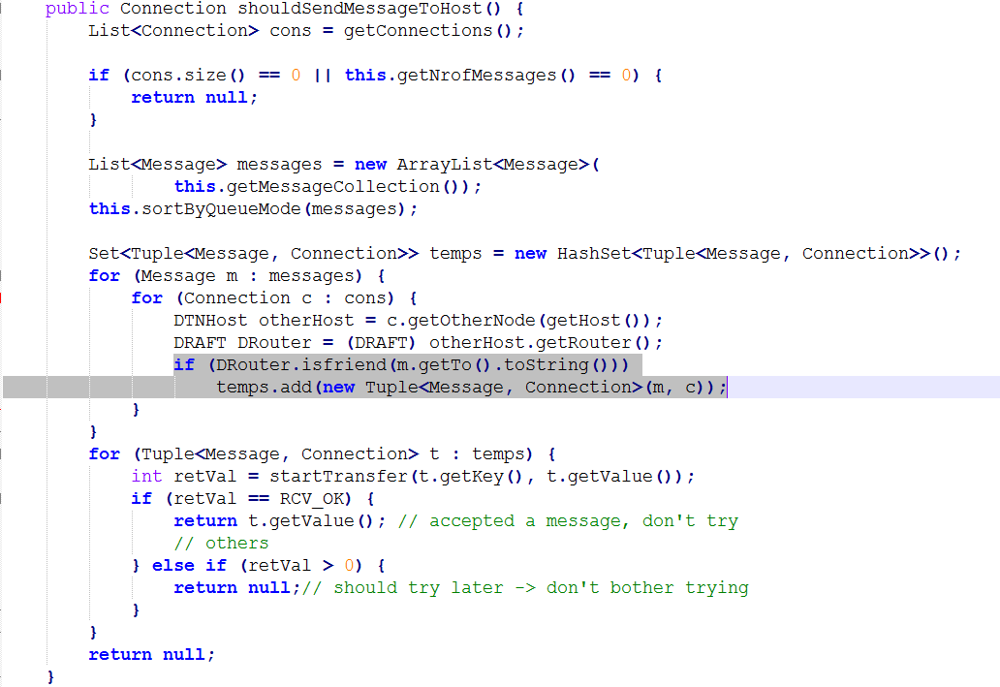 public Connection shouldSendMessageToHost() {
List<Connection> cons = getConnections();
if (cons.size() == 0 || this.getNrofMessages() == 0) {
return null;
}
List<Message> messages = new ArrayList<Message>(
this.getMessageCollection());
this.sortByQueueMode(messages);
Set<Tuple<Message, Connection>> temps = new HashSet<Tuple<Message, Connection>>();
for (Message m : messages) {
for (Connection c : cons) {
DTNHost otherHost = c.getOtherNode(getHost());
DRAFT DRouter = (DRAFT) otherHost.getRouter();
if (DRouter.isfriend(m.getTo().toString()))
temps.add(new Tuple<Message, Connection>(m, c));
}
}
for (Tuple<Message, Connection> t : temps) {
int retVal = startTransfer(t.getKey(), t.getValue());
if (retVal == RCV_OK) {
return t.getValue(); // accepted a message, don't try
// others
} else if (retVal > 0) {
return null;// should try later -> don't bother trying
}
}
return null;
}